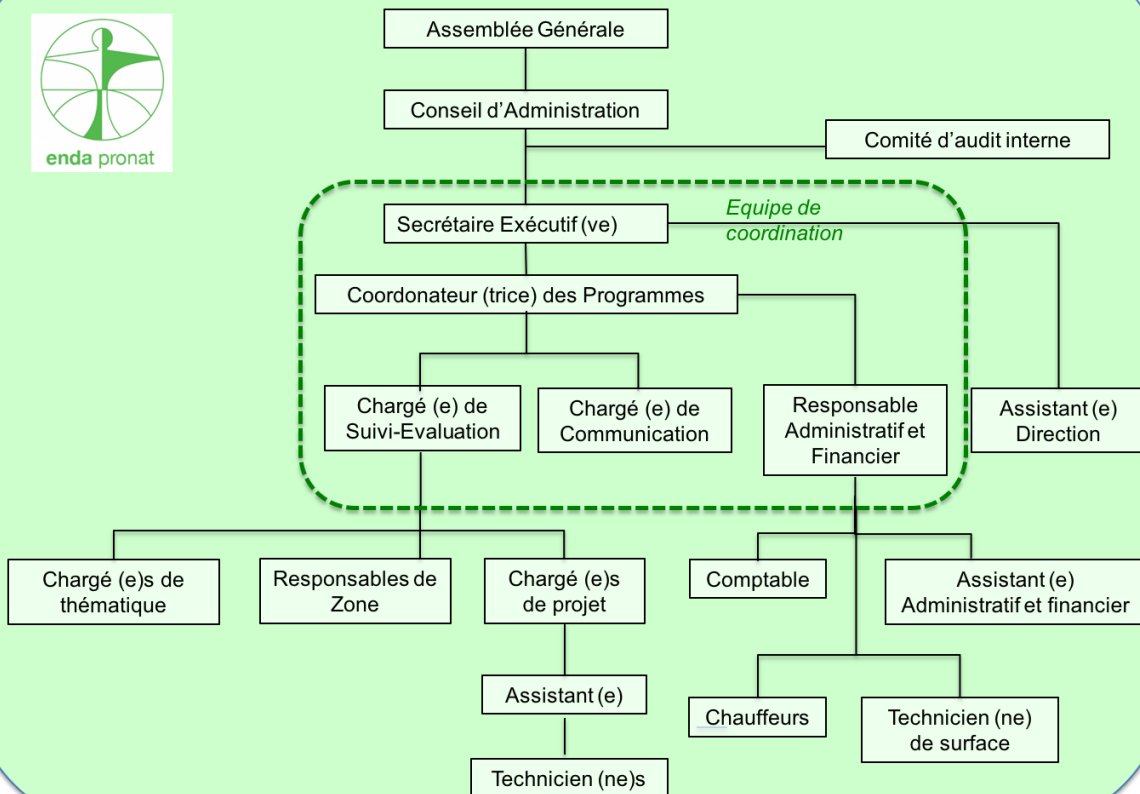 enda pronat
Assemblée Générale
Conseil d'Administration
Comité d'audit interne
Equipe de
coordination
Secrétaire Exécutif (ve)
Coordonateur (trice) des Programmes
Chargé (e) de
Suivi-Evaluation
Chargé (e) de
Communication
Responsable
Administratif et
Financier
Assistant (e)
Direction
Chargé (e)s de
thématique
Responsables de
Zone
Chargé (e)s
de projet
Comptable
Assistant (e)
Administratif et financier
Assistant (e)
Chauffeurs
Technicien (ne)
de surface
Technicien (ne)s